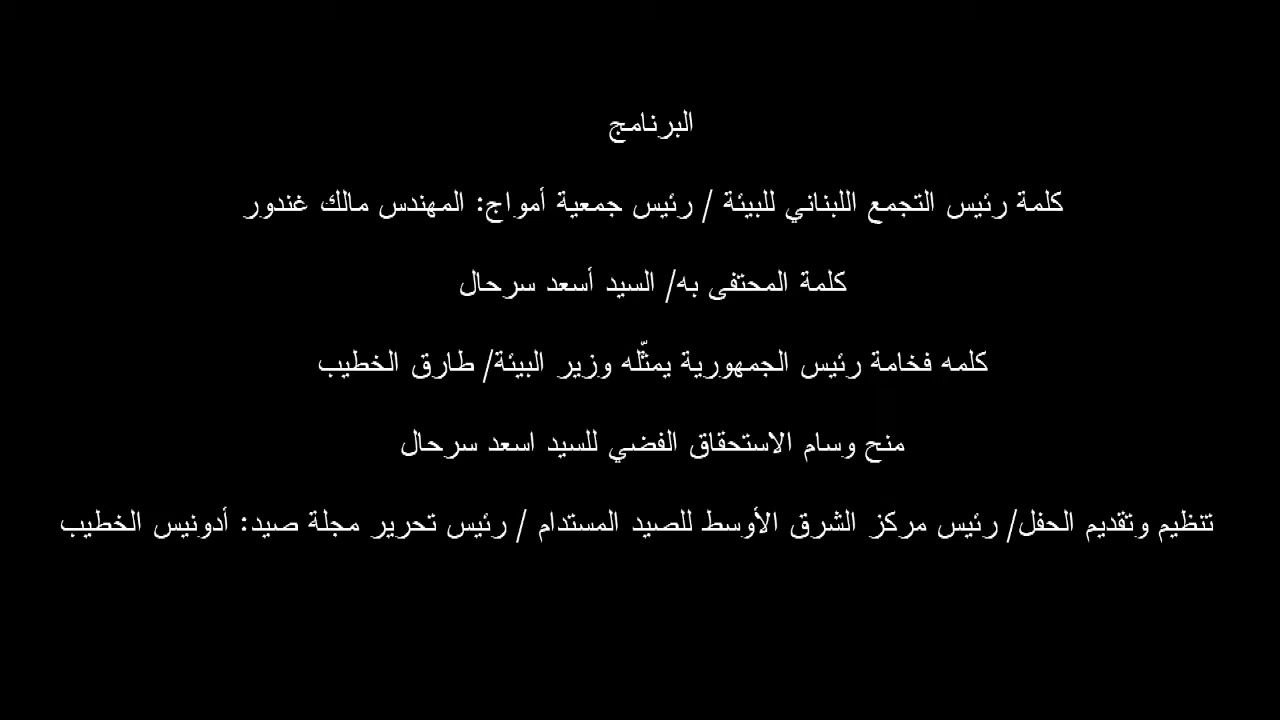 البرنامج
كلمة رئيس التجمع اللبناني للبيئة / رئيس جمعية أمواج: المهندس مالك غندور
كلمة المحتفى به/ السيد أسعد سرحال
كلمه فخامة رئيس الجمهورية يمثّله وزير البيئة/ طارق الخطيب
منح وسام الاستحقاق الفضي للسيد اسعد سرحال
تنظيم وتقديم الحفل/ رئيس مركز الشرق الأوسط للصيد المستدام / رئيس تحرير مجلة صيد: أدونيس الخطيب